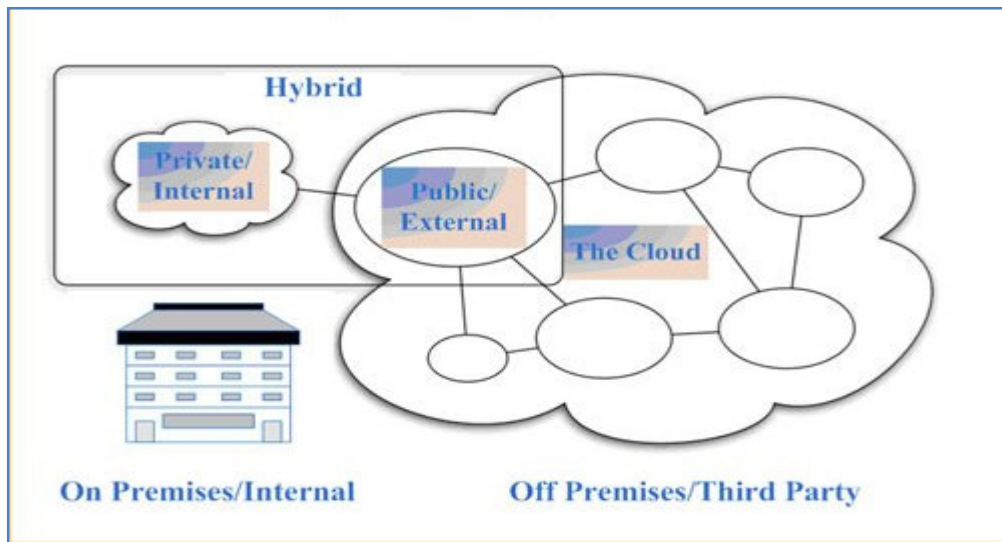 Hybrid
Private/
Internal
Public/
External
The Cloud
On Premises/Internal
Off Premises/Third Party